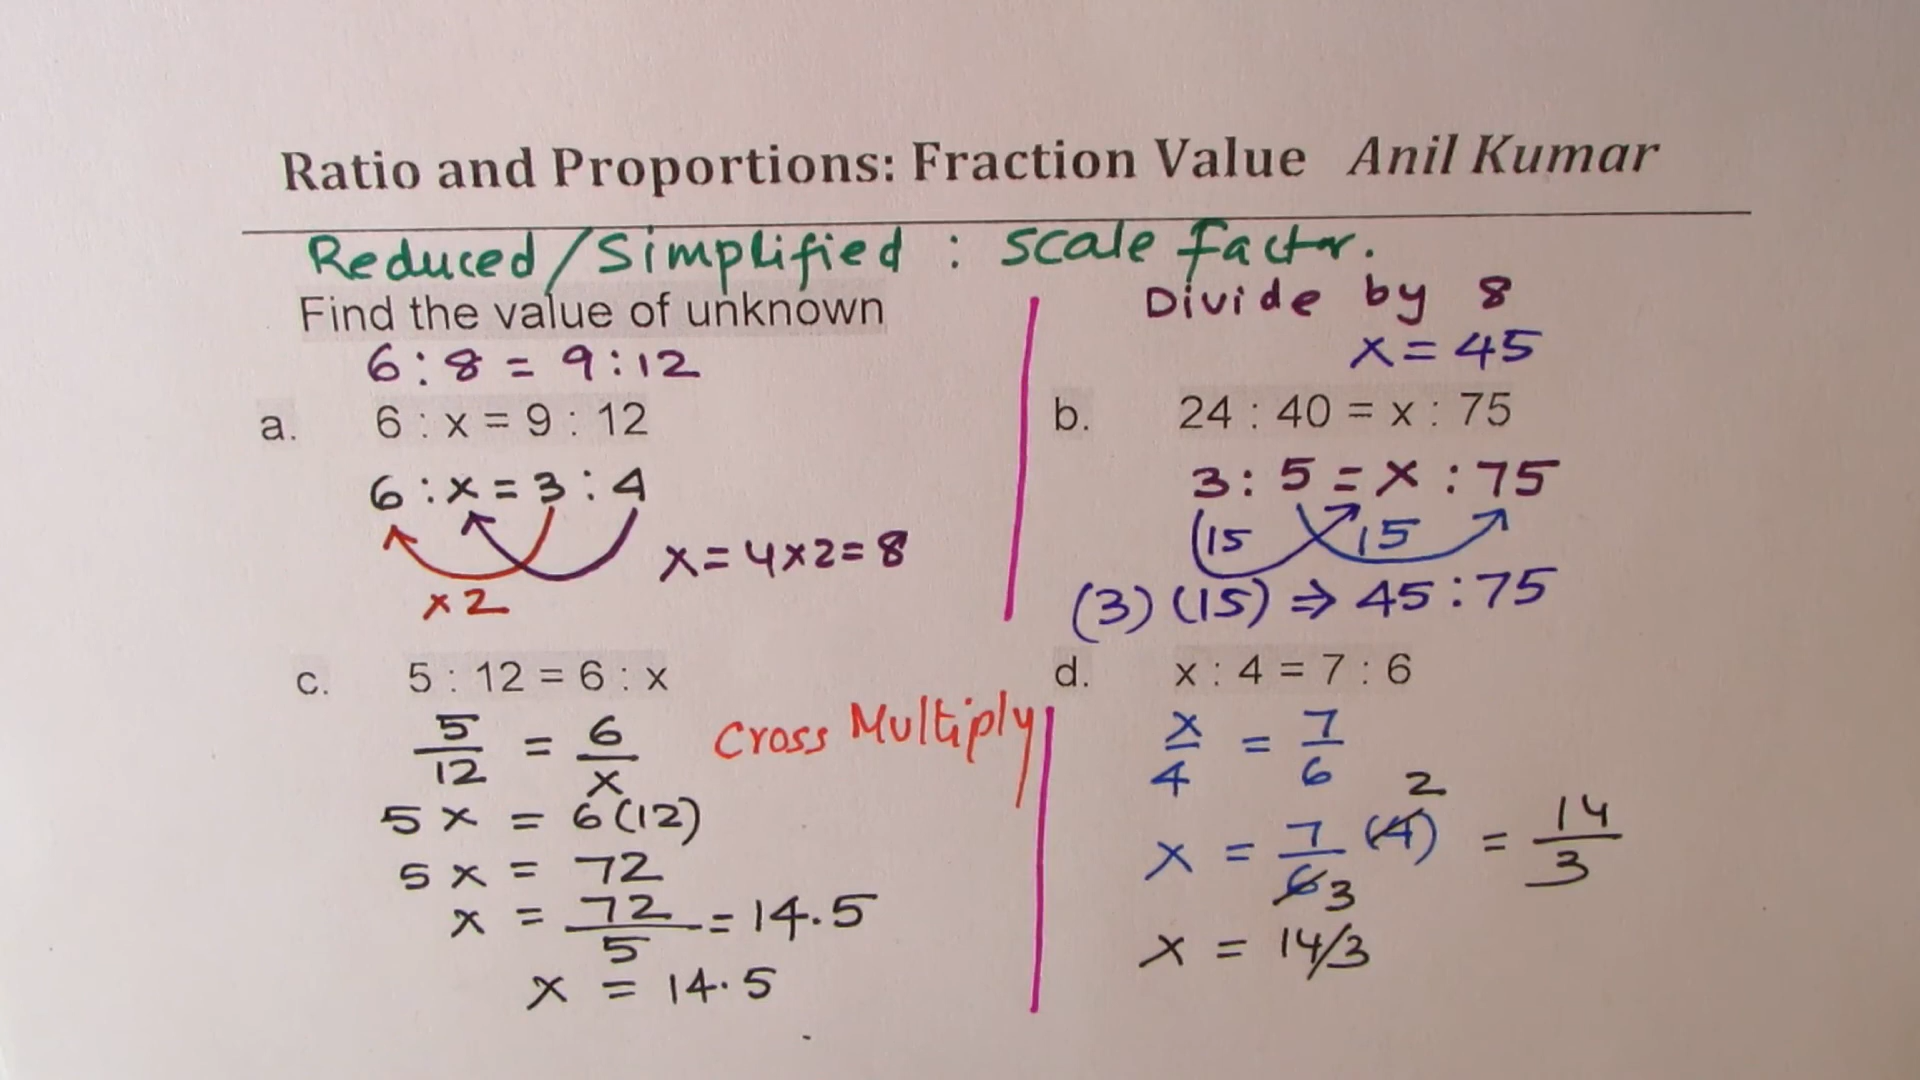 Ratio and Proportions: Fraction Value Anil Kumar
Reduced/Simplified : Scale factor.
Find the value of unknown
6 : 8 = 9 : 12
a. 6 : x = 9 : 12
6 : x = 3 : 4
x = 4 x 2 = 8
x 2
Divide by 8
x = 45
b. 24 : 40 = x : 75
3 : 5 = x : 75
(15 15
(3) (15) ⇒ 45 : 75
c. 5 : 12 = 6 : x
5/12 = 6/x
Cross Multiply
5x = 6(12)
5x = 72
x = 72/5 = 14.5
x = 14.5
d. x : 4 = 7 : 6
x/4 = 7/6
2
x = 7/6 (4) = 14/3
3
x = 14/3